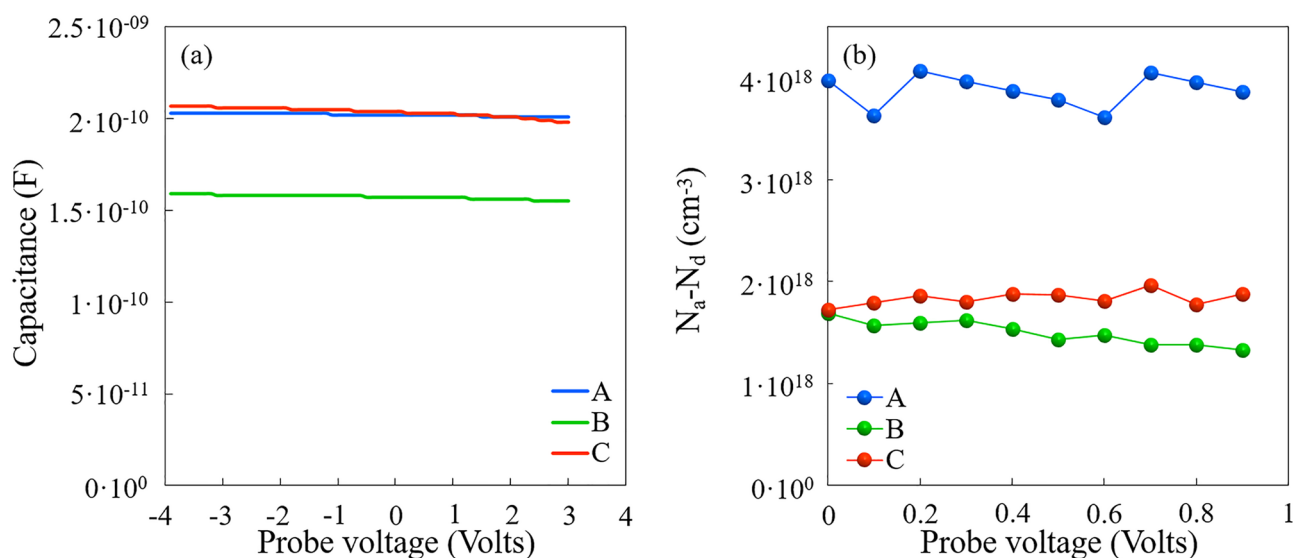 (a)
2.5·10⁻⁰⁹
2·10⁻¹⁰
1.5·10⁻¹⁰
1·10⁻¹⁰
5·10⁻¹¹
0·10⁰
Capacitance (F)
-4 -3 -2 -1 0 1 2 3 4
Probe voltage (Volts)
A
B
C
(b)
4·10¹⁸
3·10¹⁸
2·10¹⁸
1·10¹⁸
0·10⁰
Nₐ-N_d (cm⁻³)
0 0.2 0.4 0.6 0.8 1
Probe voltage (Volts)
A
B
C